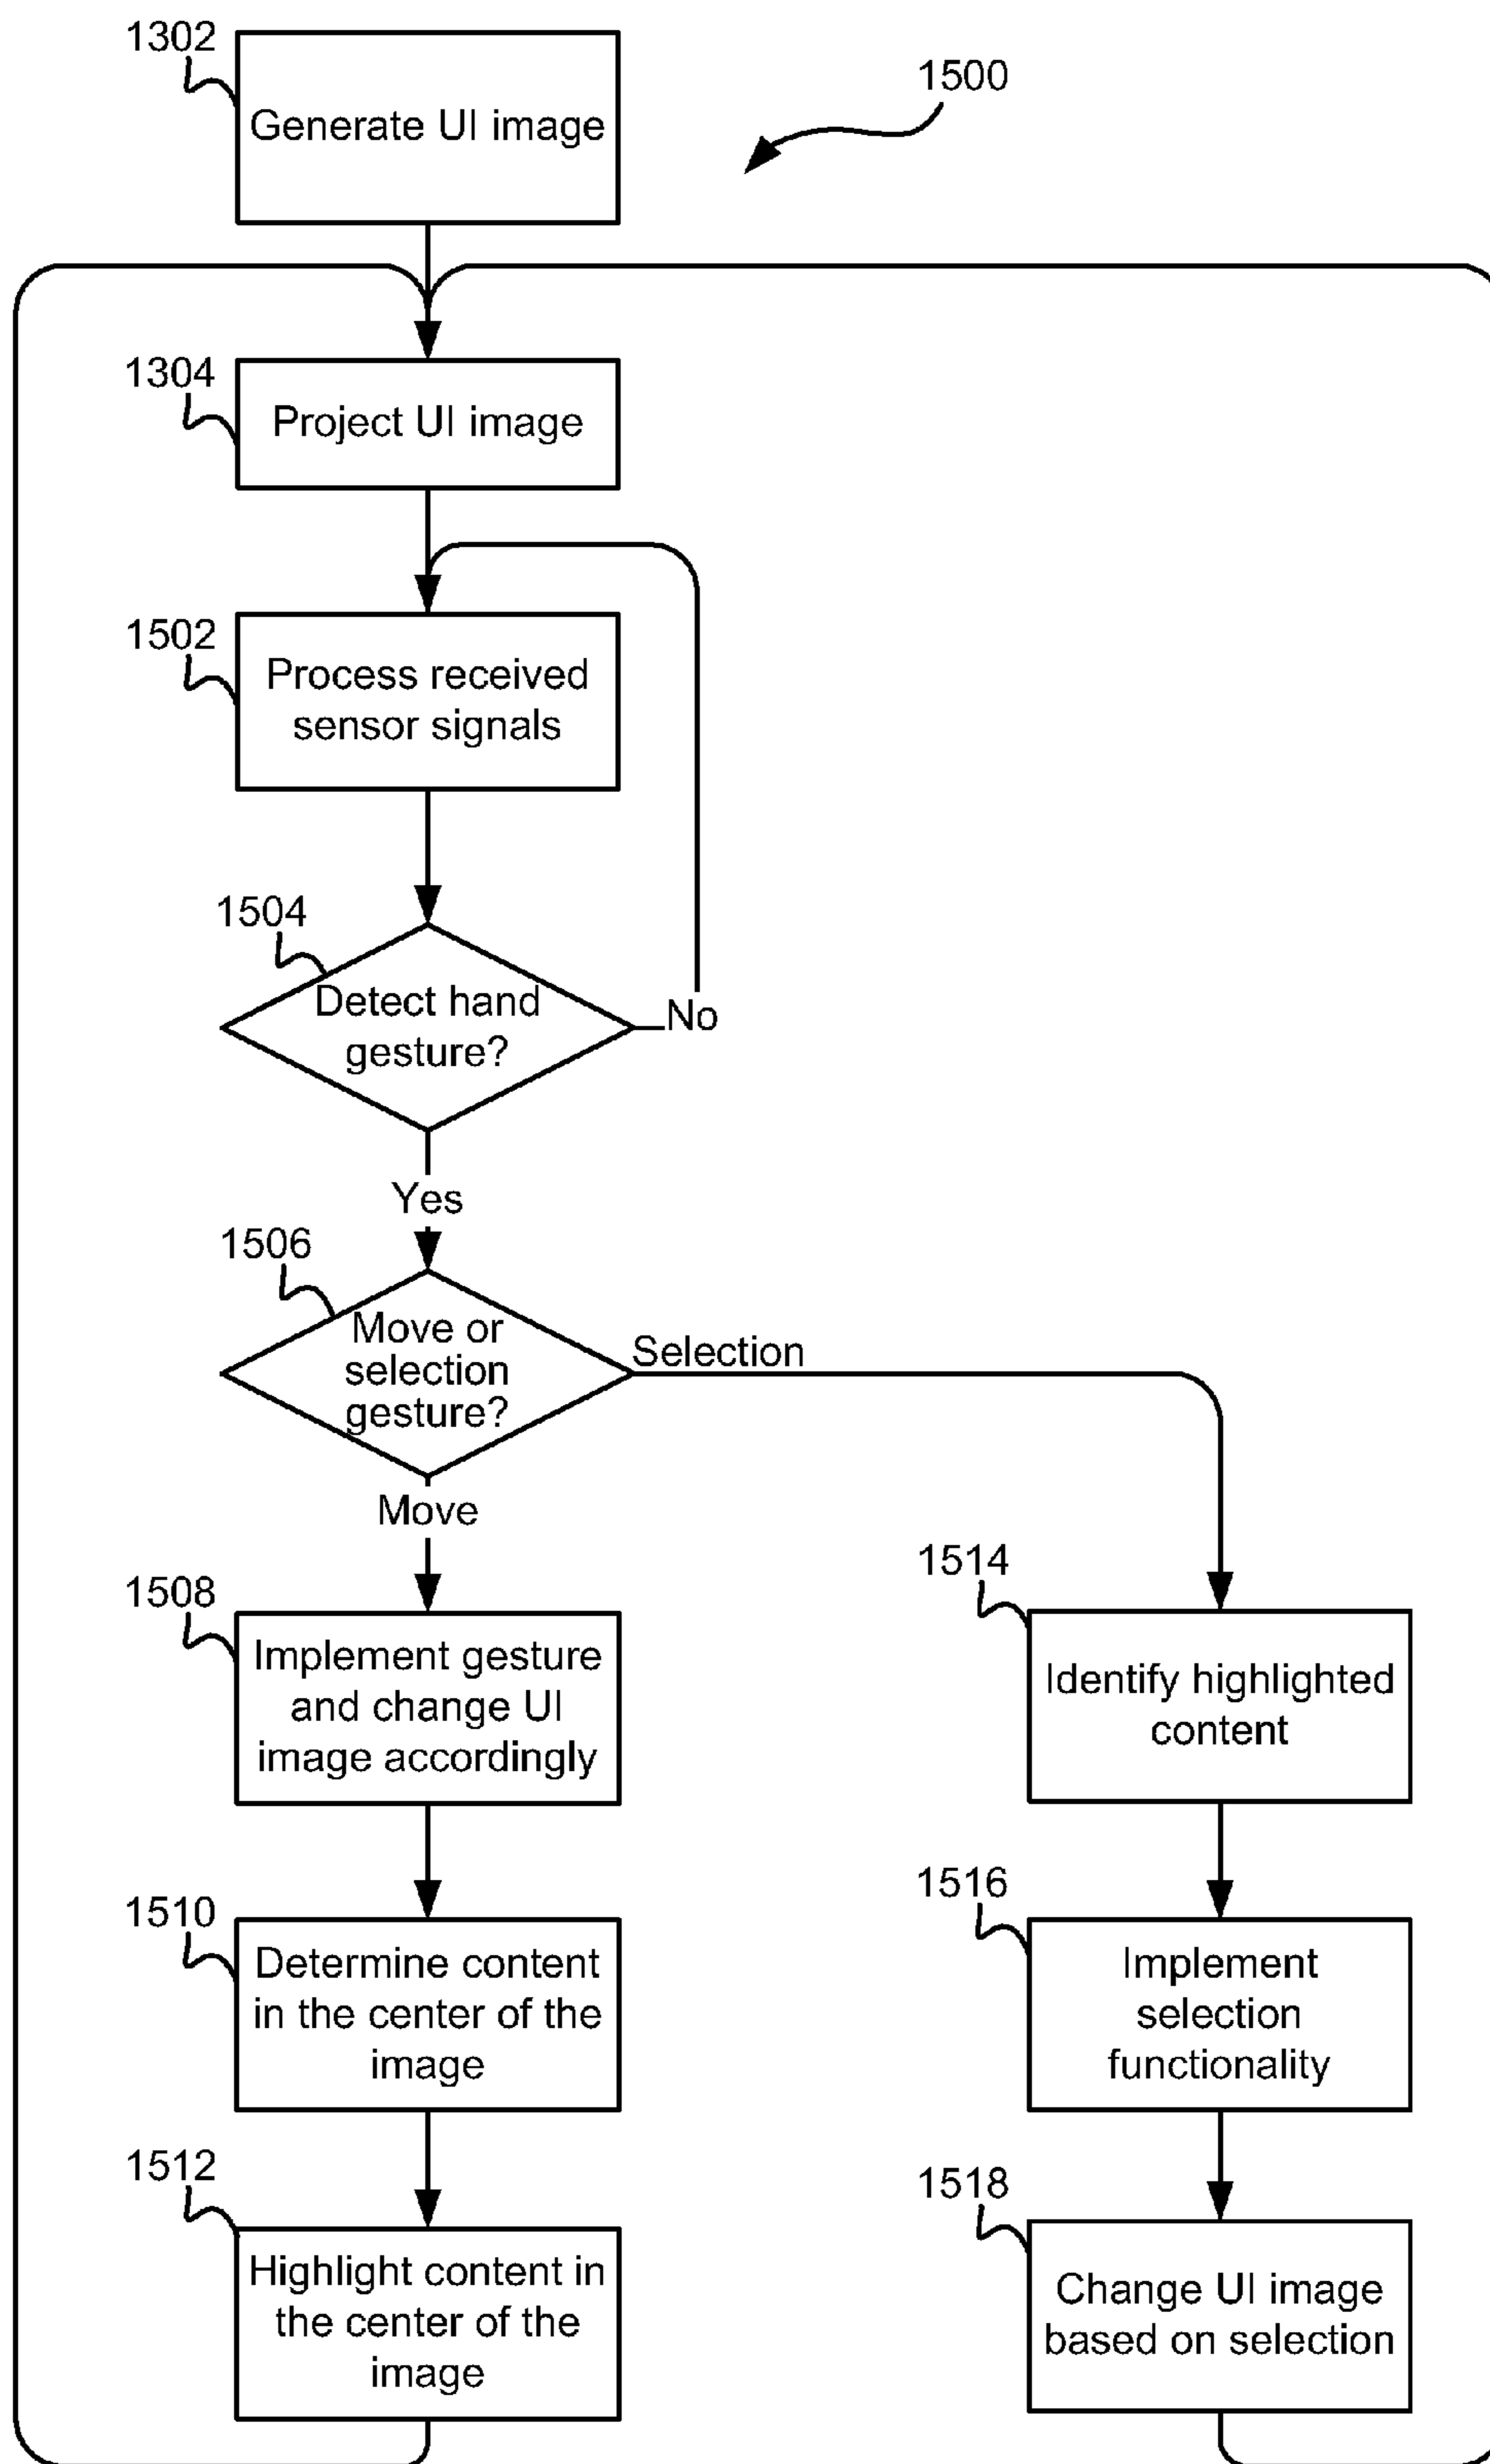 1302
Generate UI image
1500
1304
Project UI image
1502
Process received
sensor signals
1504
Detect hand
gesture?
No
Yes
1506
Move or
selection
gesture?
Selection
Move
1508
Implement gesture
and change UI
image accordingly
1510
Determine content
in the center of the
image
1512
Highlight content in
the center of the
image
1514
Identify highlighted
content
1516
Implement
selection
functionality
1518
Change UI image
based on selection